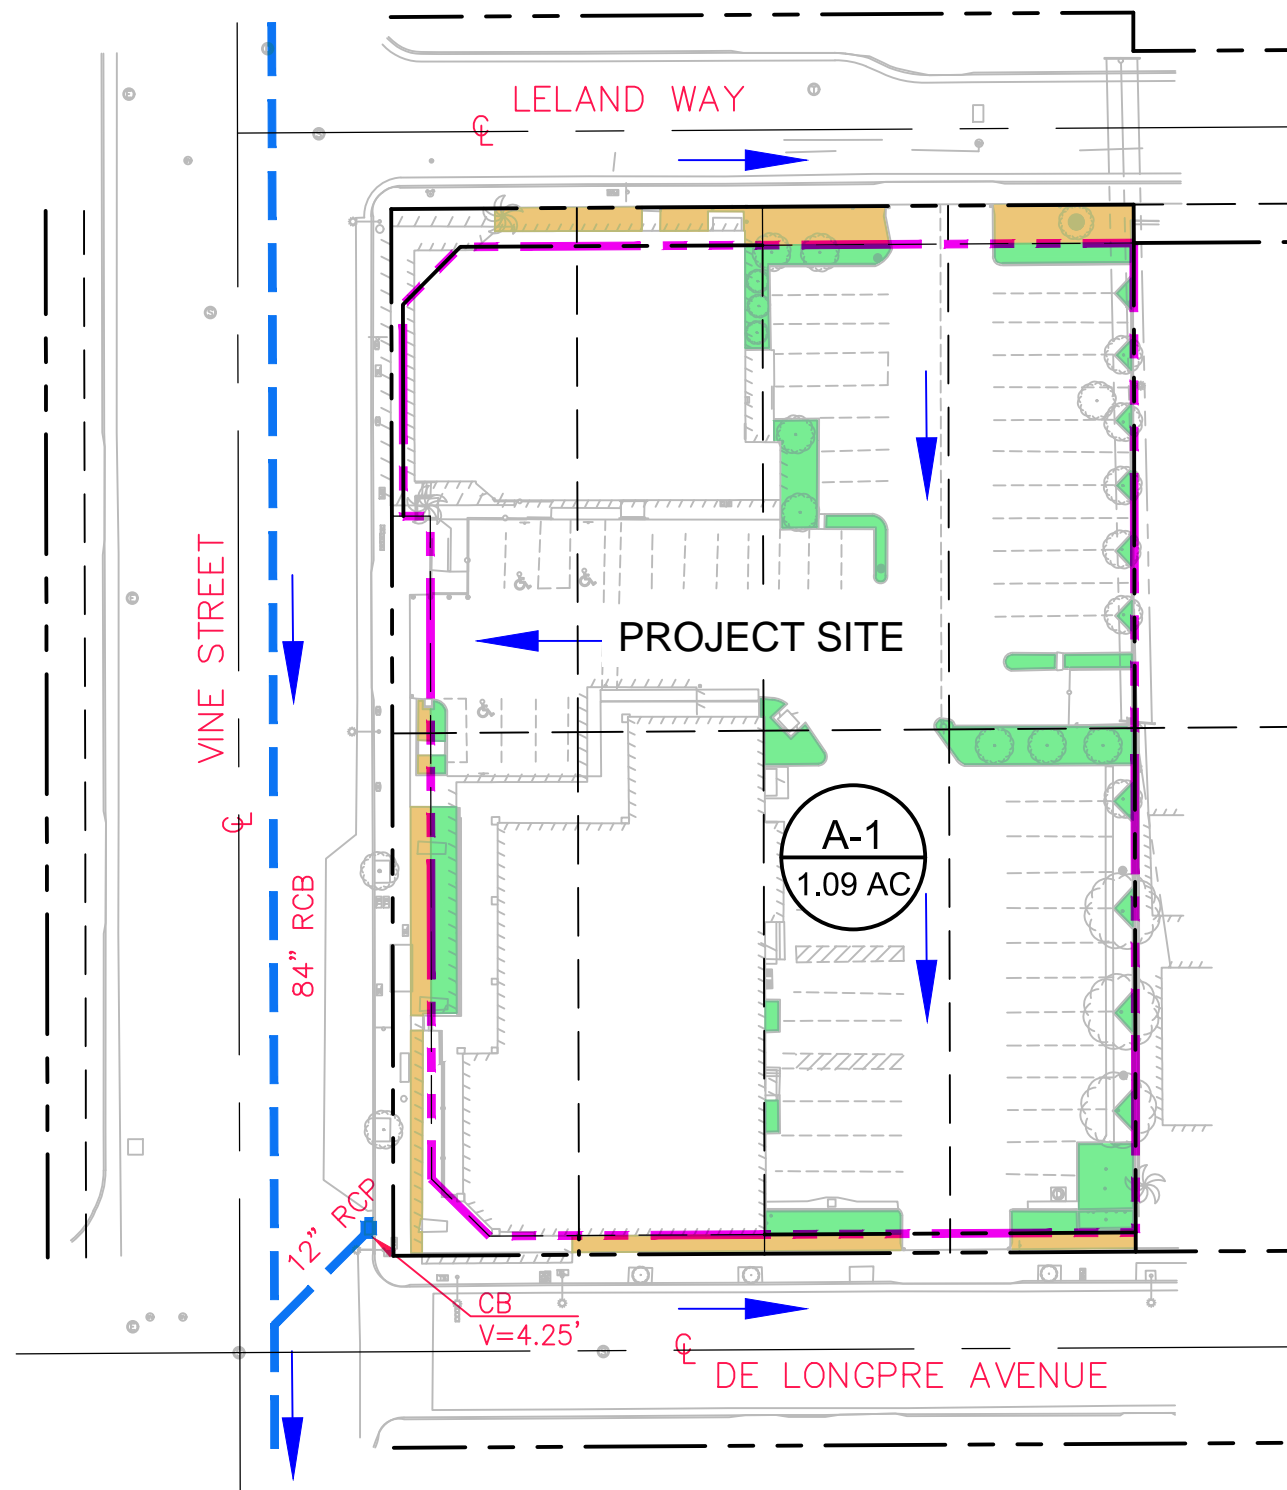 LELAND WAY
℄
VINE STREET
PROJECT SITE
℄
A-1
1.09 AC
84" RCB
12" RCP
CB
V=4.25'
℄
DE LONGPRE AVENUE